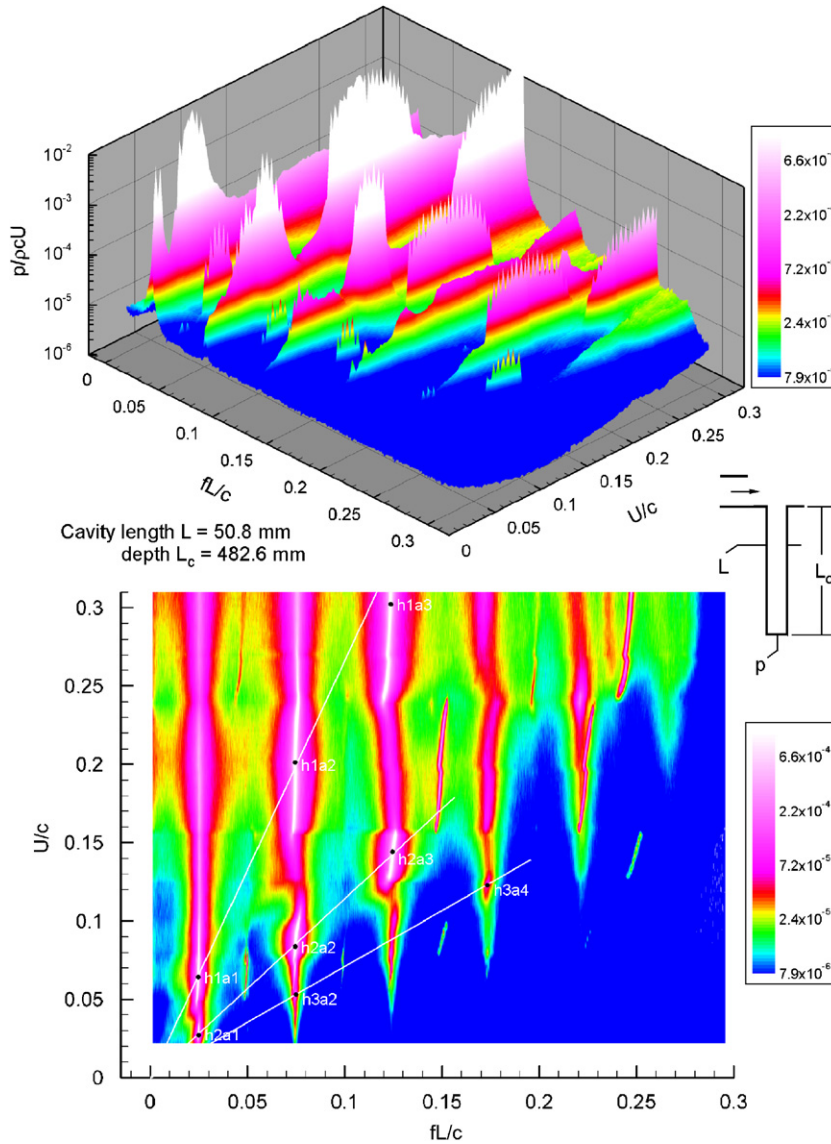 10⁻²
10⁻³
10⁻⁴
10⁻⁵
10⁻⁶
p/ρcU
0
0.05
0.1
0.15
0.2
0.25
0.3
fL/c
0
0.05
0.1
0.15
0.2
0.25
0.3
U/c
6.6x10⁻
2.2x10⁻
7.2x10⁻
2.4x10⁻
7.9x10⁻
Cavity length L = 50.8 mm
depth L_c = 482.6 mm
L
L_c
p
0.3
0.25
0.2
0.15
0.1
0.05
0
U/c
h1a3
h1a2
h2a3
h3a4
h2a2
h1a1
h3a2
h2a1
0
0.05
0.1
0.15
0.2
0.25
0.3
fL/c
6.6x10⁻⁴
2.2x10⁻⁴
7.2x10⁻⁵
2.4x10⁻⁵
7.9x10⁻⁶